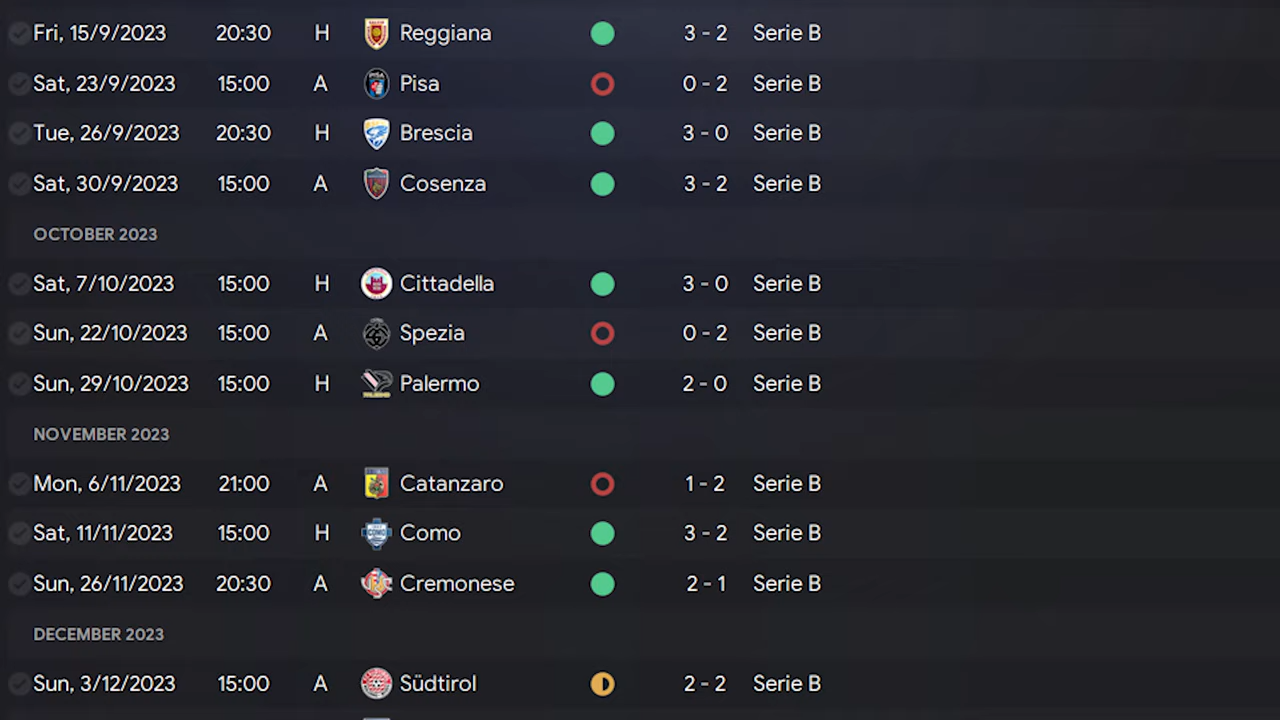 Fri, 15/9/2023 20:30 H Reggiana 3 - 2 Serie B
Sat, 23/9/2023 15:00 A PISA Pisa 0 - 2 Serie B
Tue, 26/9/2023 20:30 H Brescia 3 - 0 Serie B
Sat, 30/9/2023 15:00 A Cosenza 3 - 2 Serie B
OCTOBER 2023
Sat, 7/10/2023 15:00 H Cittadella 3 - 0 Serie B
Sun, 22/10/2023 15:00 A Spezia 0 - 2 Serie B
Sun, 29/10/2023 15:00 H Palermo 2 - 0 Serie B
NOVEMBER 2023
Mon, 6/11/2023 21:00 A Catanzaro 1 - 2 Serie B
Sat, 11/11/2023 15:00 H Como 3 - 2 Serie B
Sun, 26/11/2023 20:30 A Cremonese 2 - 1 Serie B
DECEMBER 2023
Sun, 3/12/2023 15:00 A Südtirol 2 - 2 Serie B